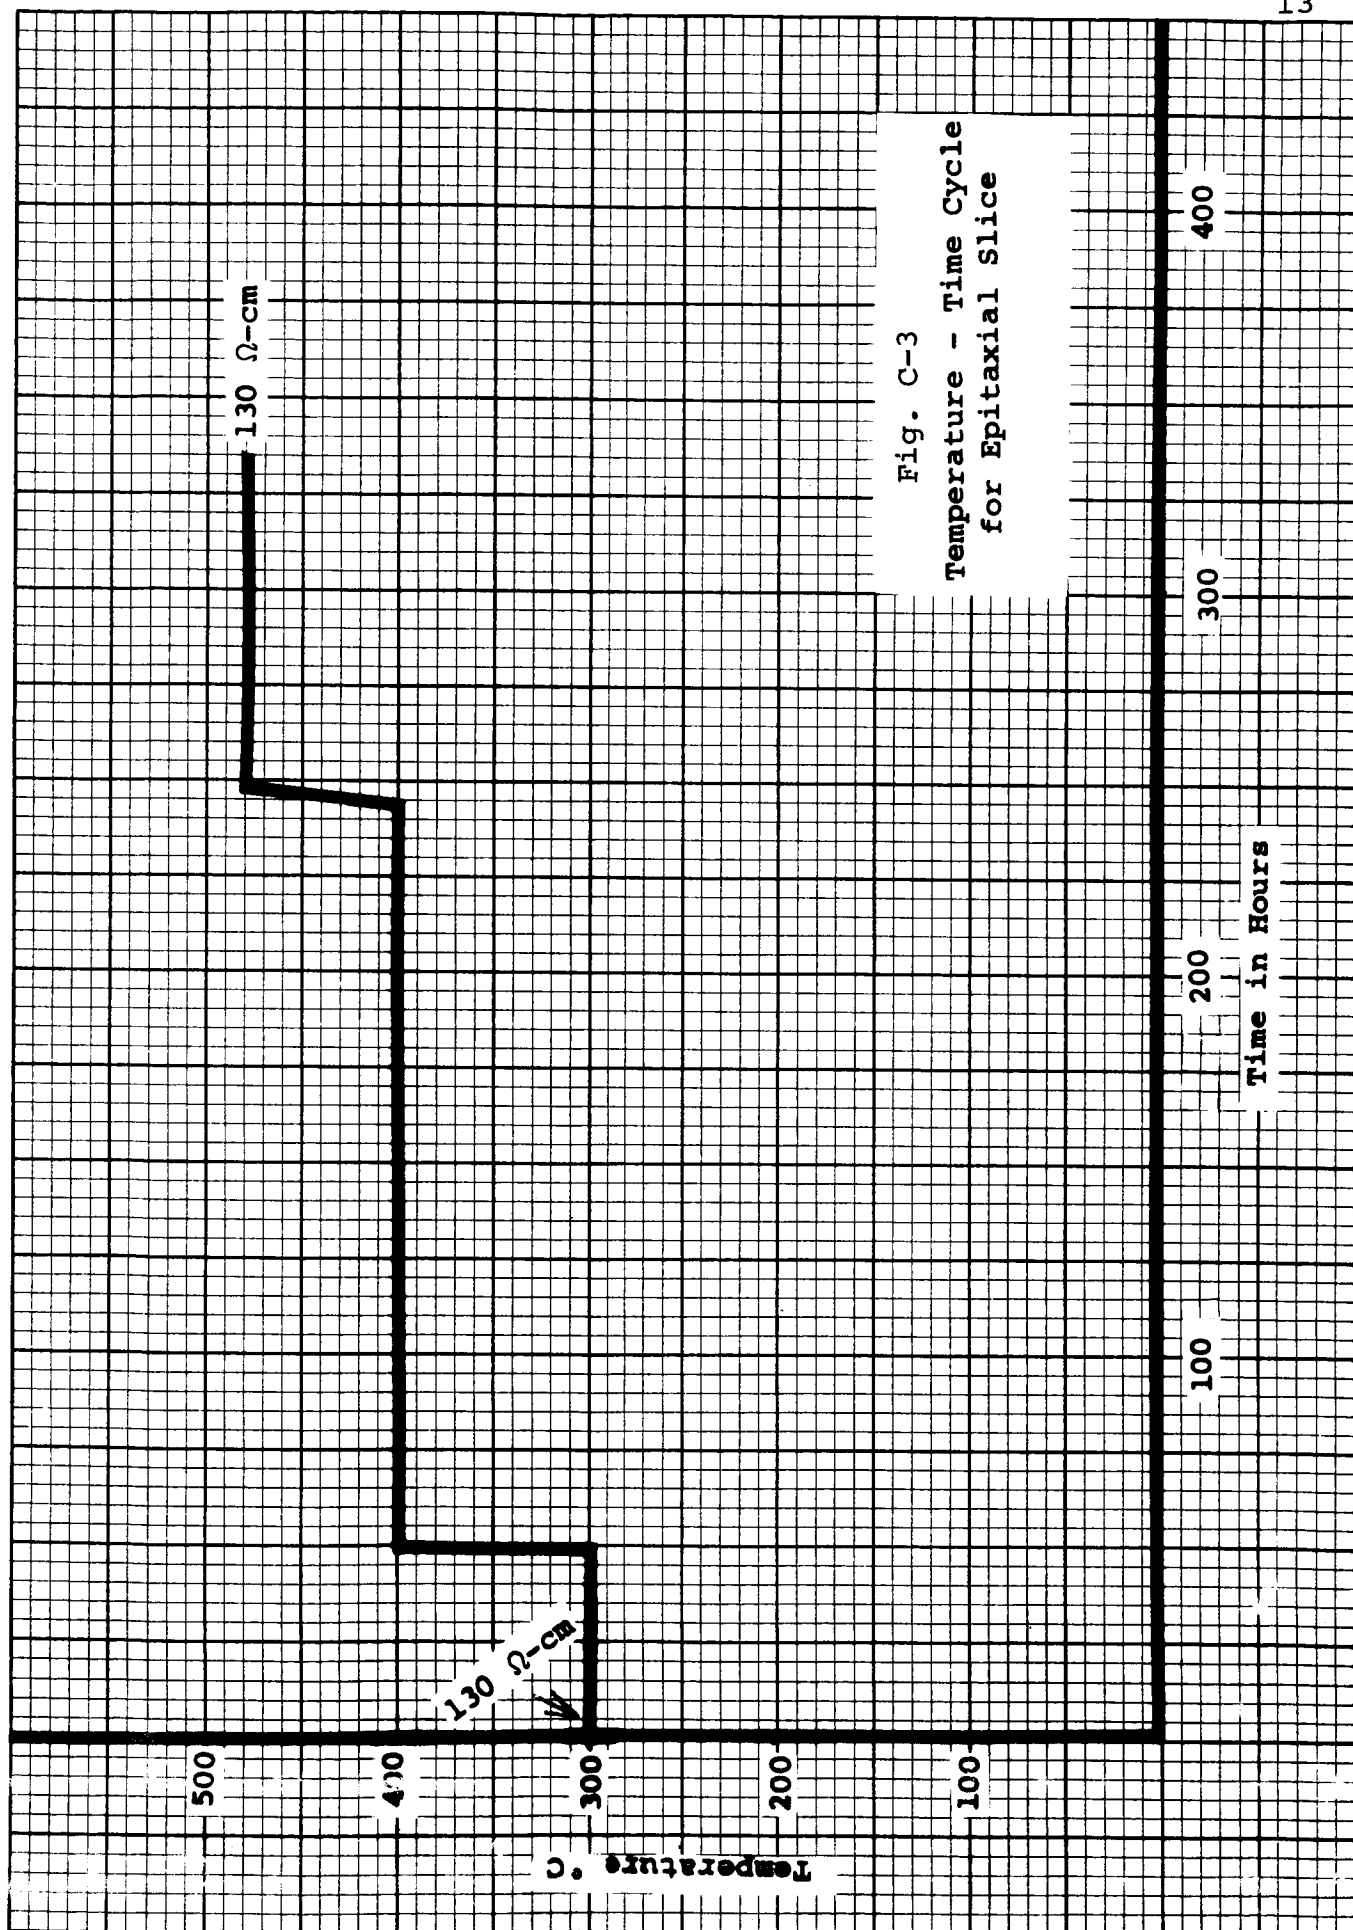 13
500
400
300
200
100
Temperature °C
130 Ω-cm
130 Ω-cm
Fig. C-3
Temperature - Time Cycle
for Epitaxial Slice
100
200
300
400
Time in Hours